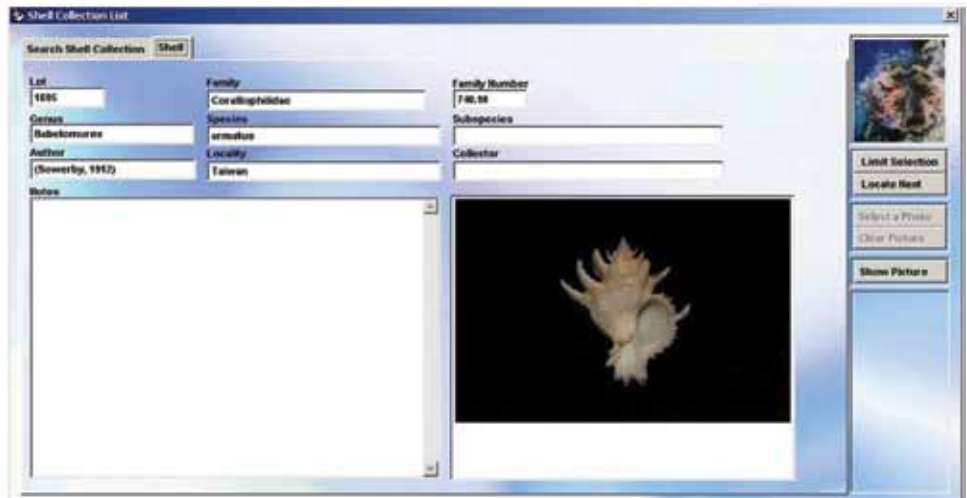 Shell Collection List
Search Shell Collection Shell
Lot Family Family Number
1695 Coralliophilidae 740.10
Genus Species Subspecies
Babelomurex armatus
Author Locality Collector
(Sowerby, 1912) Taiwan
Notes
Limit Selection
Locate Next
Select a Photo
Clear Picture
Show Picture